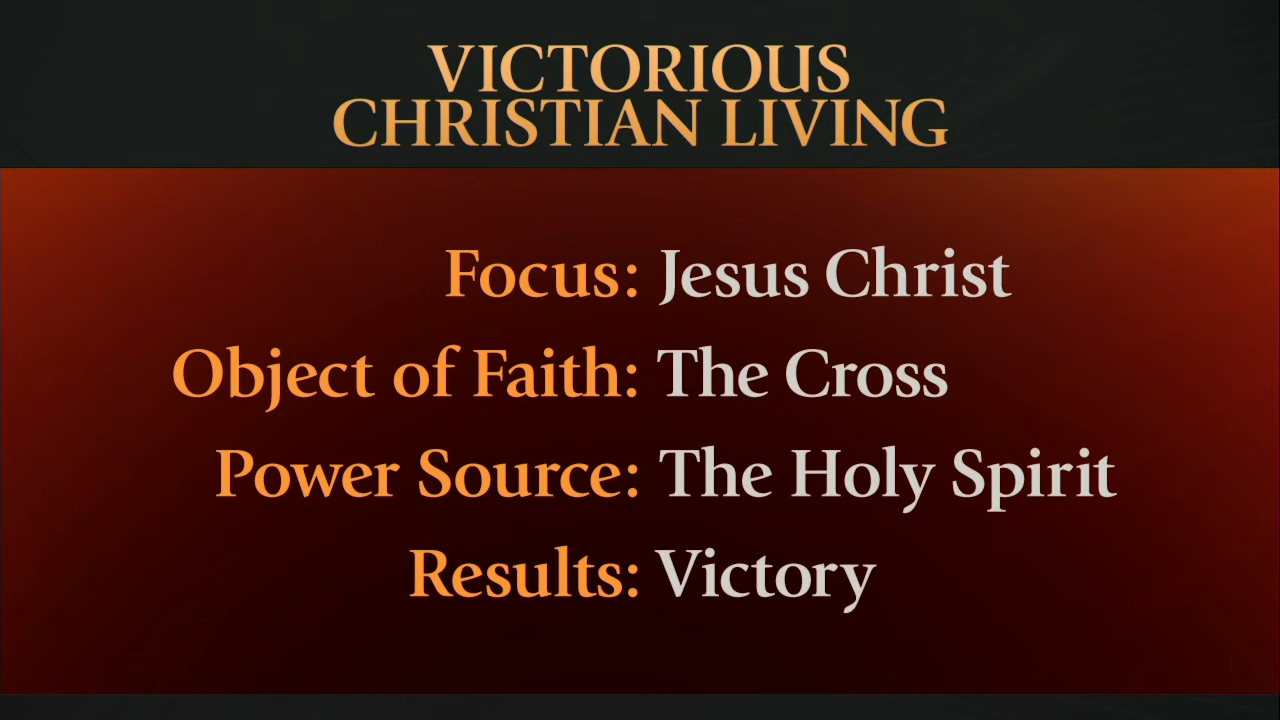 VICTORIOUS
CHRISTIAN LIVING
Focus: Jesus Christ
Object of Faith: The Cross
Power Source: The Holy Spirit
Results: Victory